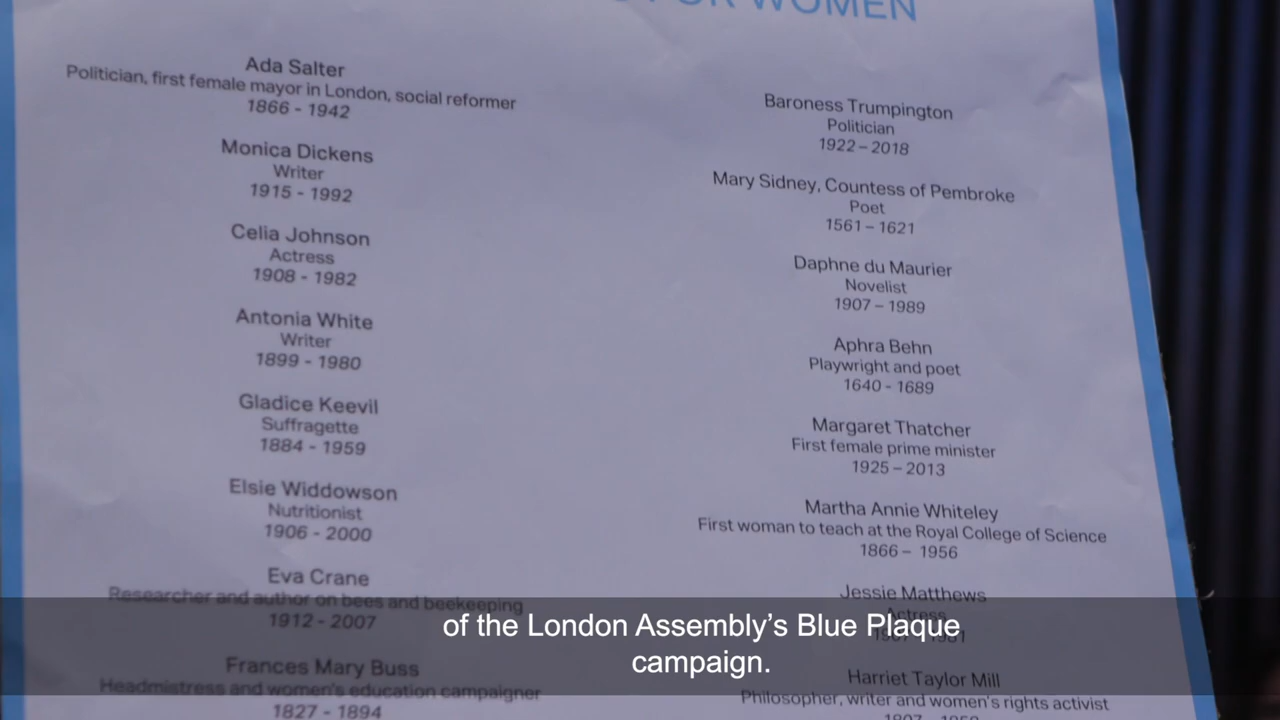 FOR WOMEN
Ada Salter
Politician, first female mayor in London, social reformer
1866 - 1942
Monica Dickens
Writer
1915 - 1992
Celia Johnson
Actress
1908 - 1982
Antonia White
Writer
1899 - 1980
Gladice Keevil
Suffragette
1884 - 1959
Elsie Widdowson
Nutritionist
1906 - 2000
Eva Crane
Researcher and author on bees and beekeeping
1912 - 2007
Frances Mary Buss
Headmistress and women's education campaigner
1827 - 1894
Baroness Trumpington
Politician
1922 – 2018
Mary Sidney, Countess of Pembroke
Poet
1561 – 1621
Daphne du Maurier
Novelist
1907 – 1989
Aphra Behn
Playwright and poet
1640 - 1689
Margaret Thatcher
First female prime minister
1925 – 2013
Martha Annie Whiteley
First woman to teach at the Royal College of Science
1866 – 1956
Jessie Matthews
Actress
Harriet Taylor Mill
Philosopher, writer and women's rights activist
of the London Assembly's Blue Plaque
campaign.